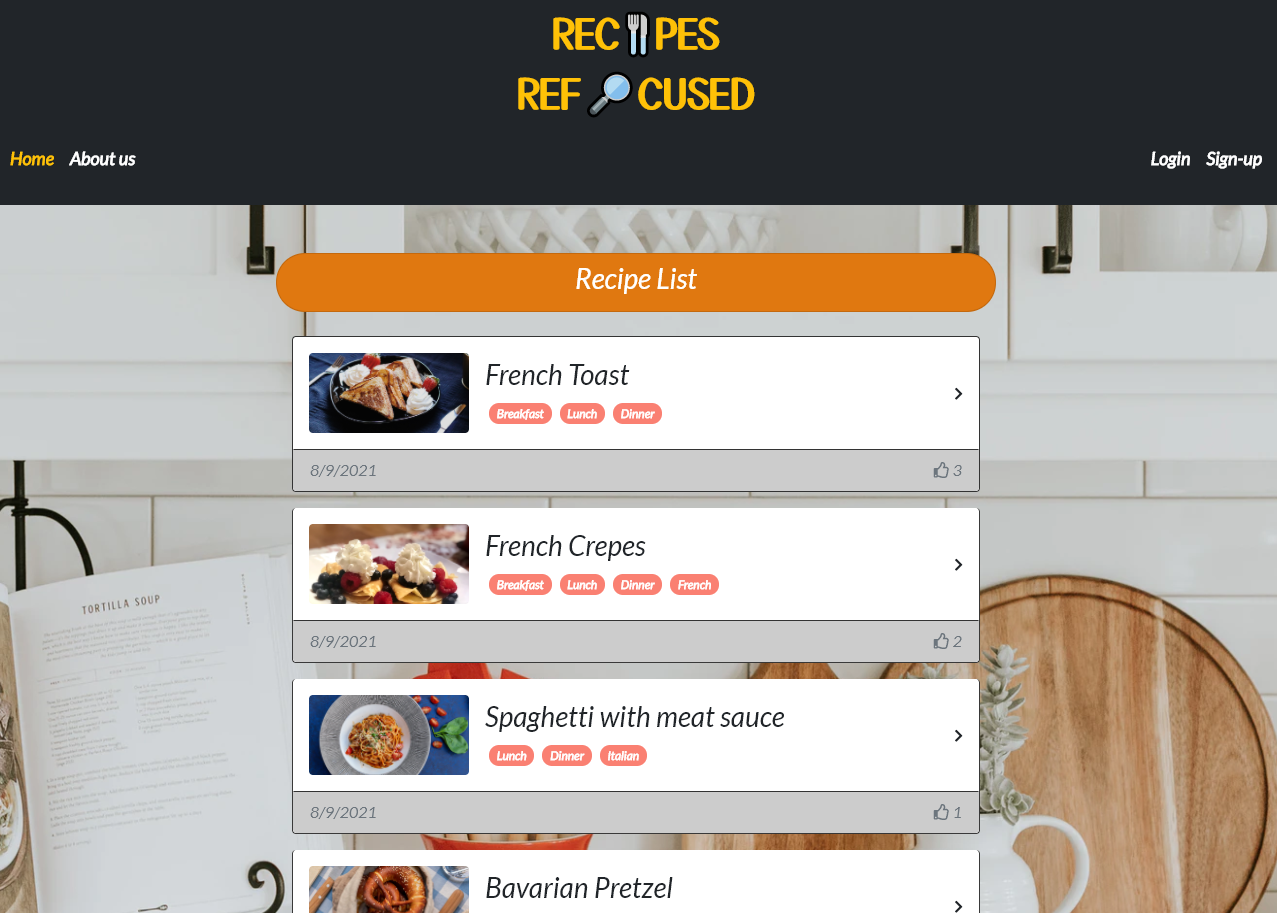 REC PES
REF CUSED
Home About us Login Sign-up
Recipe List
French Toast
Breakfast Lunch Dinner
8/9/2021 3
French Crepes
Breakfast Lunch Dinner French
8/9/2021 2
TORTILLA SOUP
Spaghetti with meat sauce
Lunch Dinner Italian
8/9/2021 1
Bavarian Pretzel